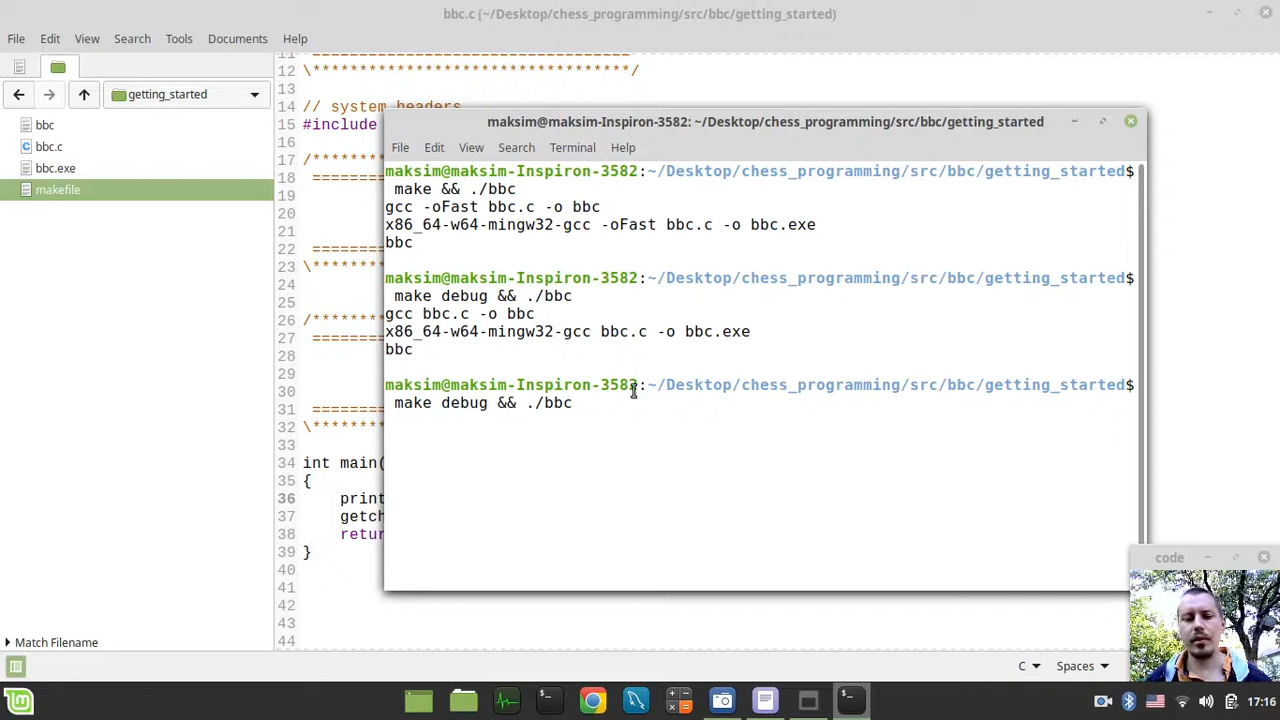 bbc.c (~/Desktop/chess_programming/src/bbc/getting_started)
File Edit View Search Tools Documents Help
getting_started
bbc
bbc.c
bbc.exe
makefile
11 ==================================
12 \**********************************/
13
14 // system headers
15 #include
16
17 /********
18 ========
19
20
21
22 ========
23 \********
24
25
26 /********
27 ========
28
29
30
31 ========
32 \********
33
34 int main(
35 {
36 print
37 getch
38 retur
39 }
40
41
42
43
44
Match Filename
C Spaces
maksim@maksim-Inspiron-3582: ~/Desktop/chess_programming/src/bbc/getting_started
File Edit View Search Terminal Help
maksim@maksim-Inspiron-3582:~/Desktop/chess_programming/src/bbc/getting_started$
make && ./bbc
gcc -oFast bbc.c -o bbc
x86_64-w64-mingw32-gcc -oFast bbc.c -o bbc.exe
bbc
maksim@maksim-Inspiron-3582:~/Desktop/chess_programming/src/bbc/getting_started$
make debug && ./bbc
gcc bbc.c -o bbc
x86_64-w64-mingw32-gcc bbc.c -o bbc.exe
bbc
maksim@maksim-Inspiron-3582:~/Desktop/chess_programming/src/bbc/getting_started$
make debug && ./bbc
code
17:16